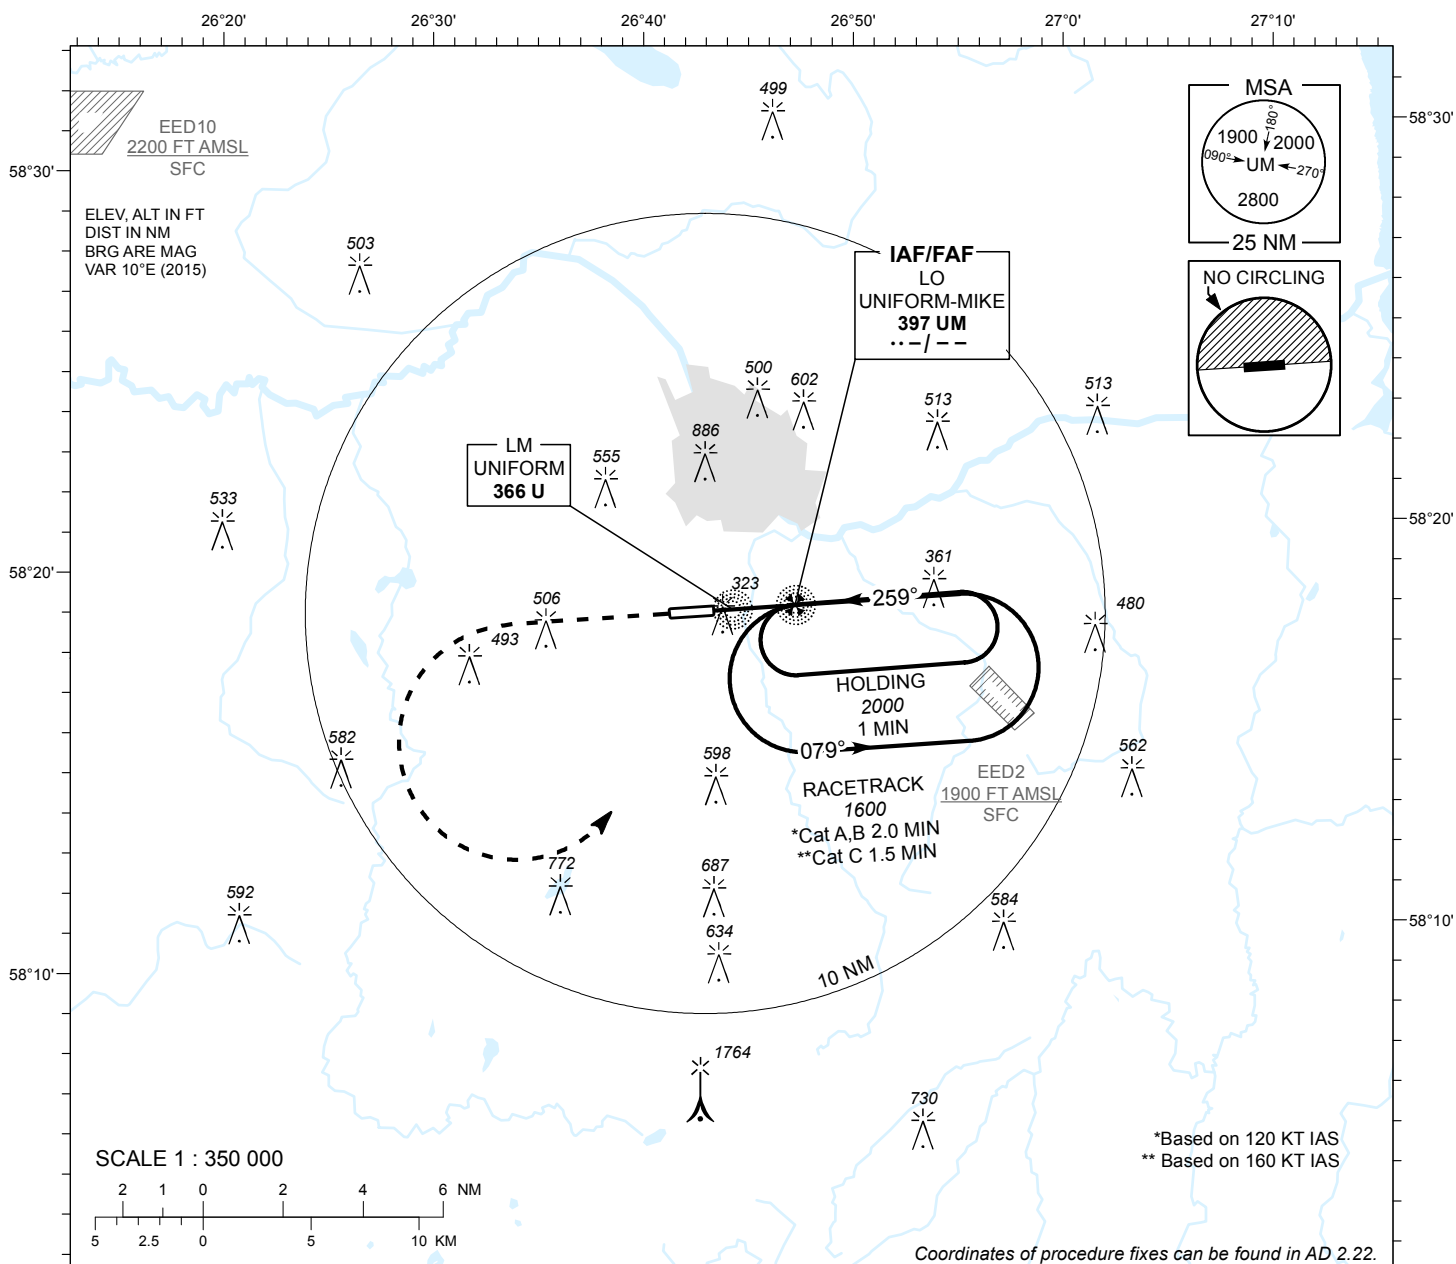 26°20'
26°30'
26°40'
26°50'
27°0'
27°10'
58°30'
58°20'
58°10'
58°30'
58°20'
58°10'
EED10
2200 FT AMSL
SFC
ELEV, ALT IN FT
DIST IN NM
BRG ARE MAG
VAR 10°E (2015)
MSA
180°
1900
2000
090°
UM
270°
2800
25 NM
NO CIRCLING
IAF/FAF
LO
UNIFORM-MIKE
397 UM
··–/––
LM
UNIFORM
366 U
499
503
500
602
513
513
886
555
533
361
323
506
493
480
582
598
562
772
687
592
634
584
1764
730
259°
HOLDING
2000
1 MIN
079°
RACETRACK
1600
*Cat A,B 2.0 MIN
**Cat C 1.5 MIN
EED2
1900 FT AMSL
SFC
10 NM
SCALE 1 : 350 000
2 1 0 2 4 6 NM
5 2.5 0 5 10 KM
*Based on 120 KT IAS
** Based on 160 KT IAS
Coordinates of procedure fixes can be found in AD 2.22.